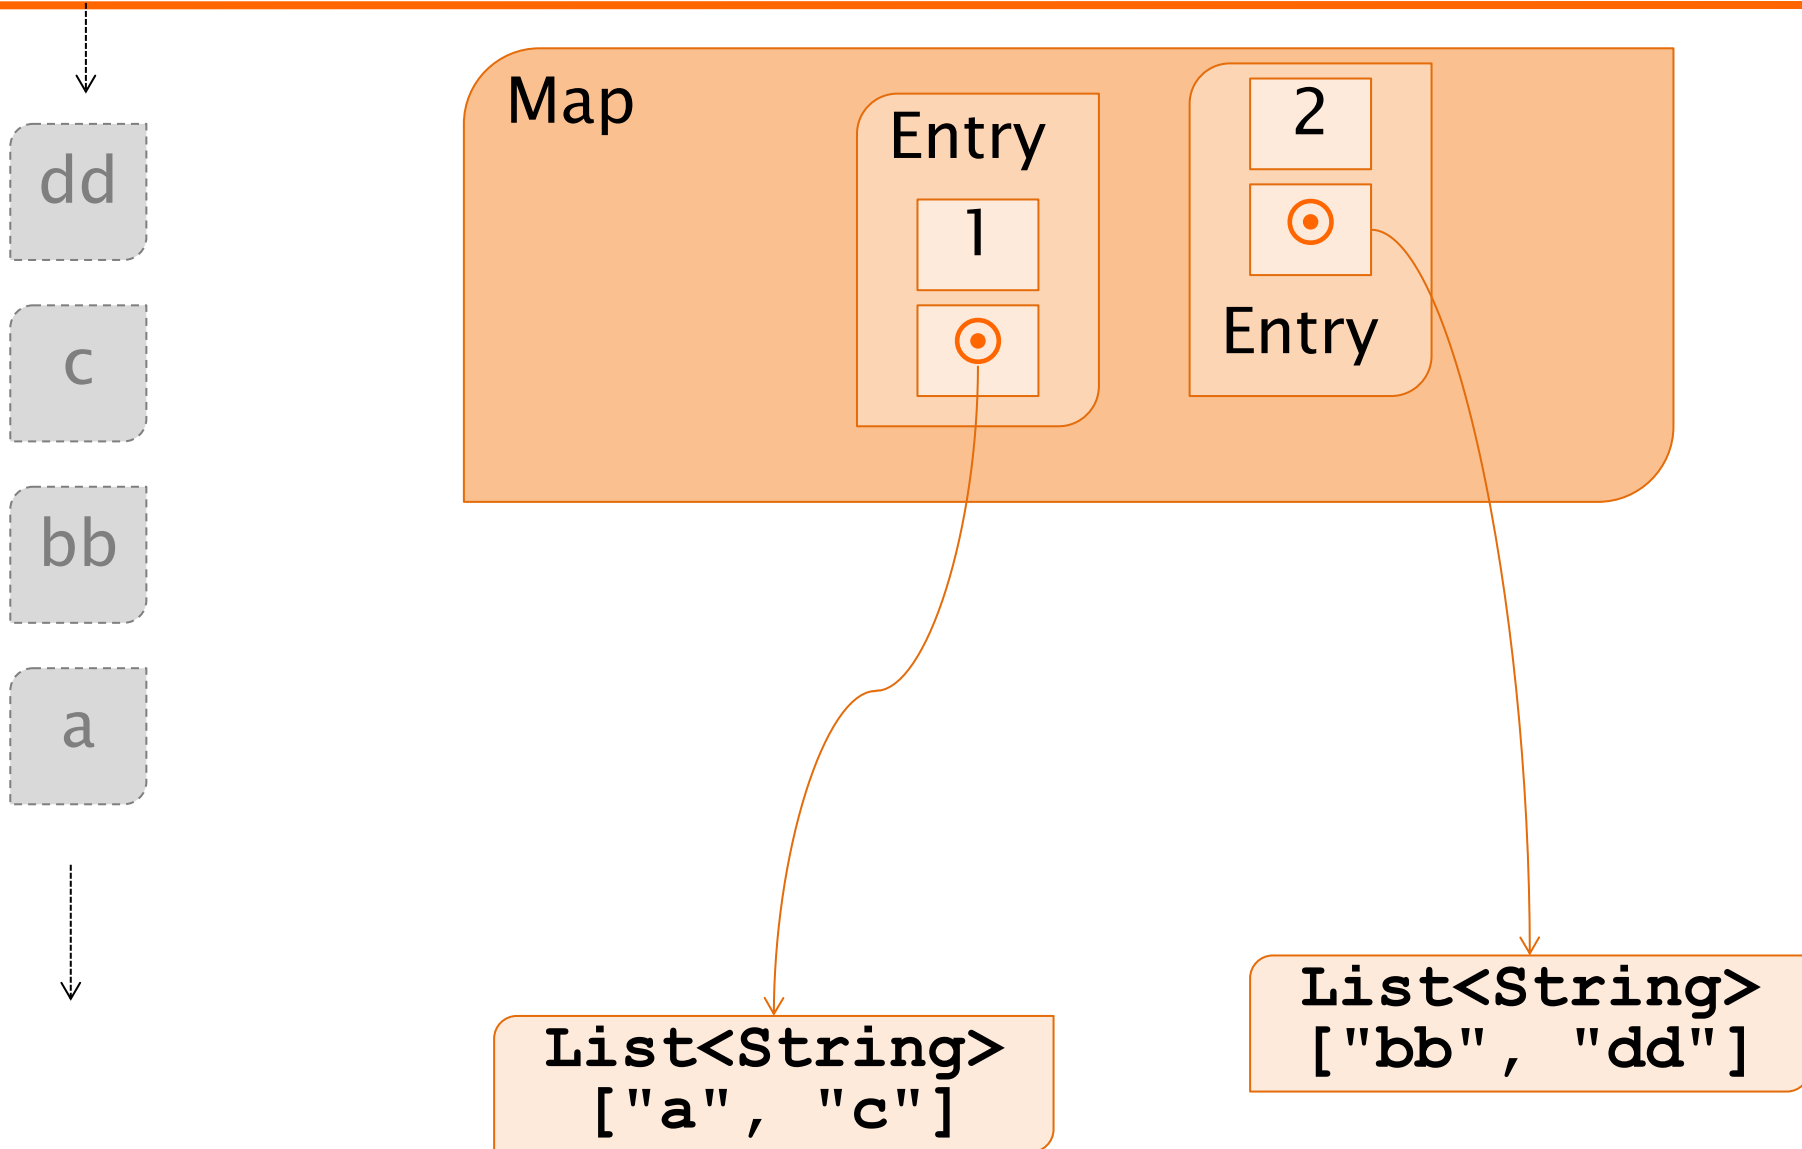 dd
c
bb
a
Map
Entry
1
2
Entry
List<String>
["a", "c"]
List<String>
["bb", "dd"]